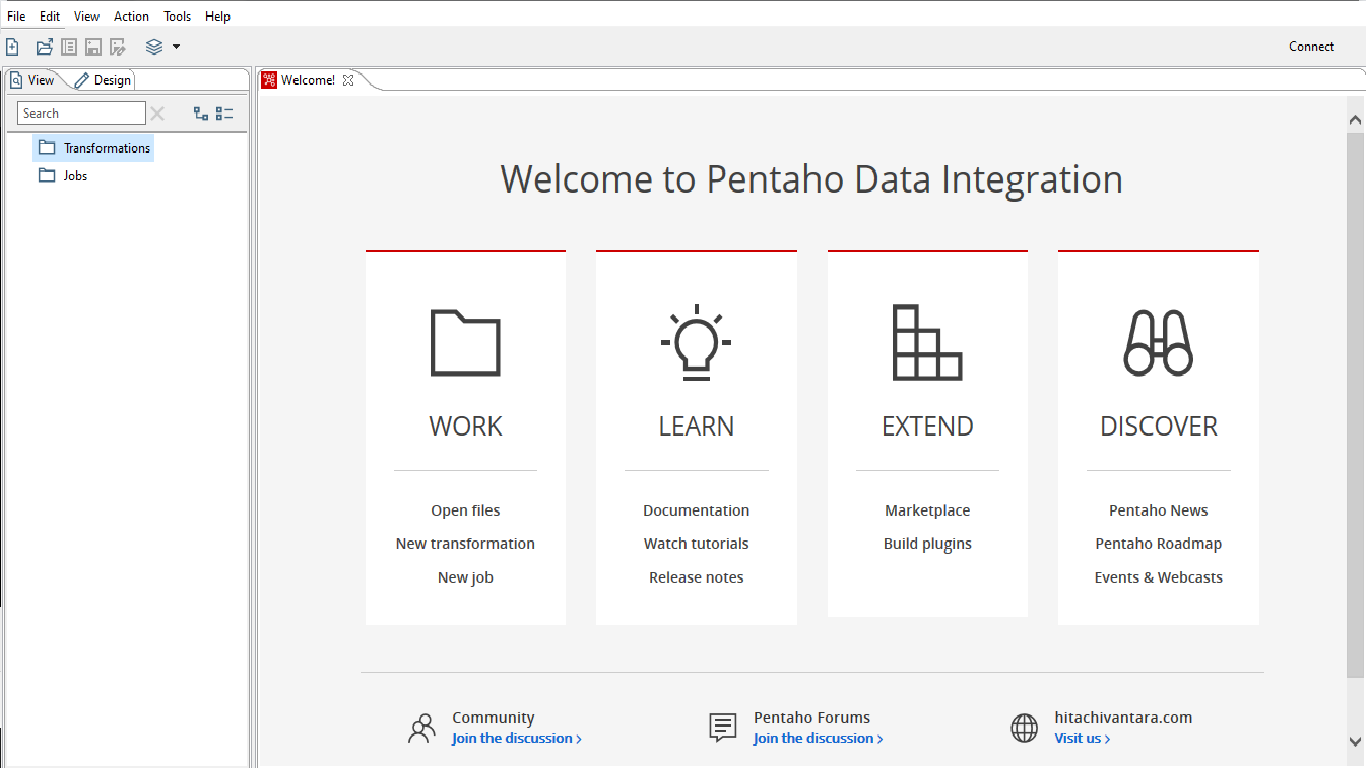 File Edit View Action Tools Help
Connect
View Design
Welcome!
Search
Transformations
Jobs
Welcome to Pentaho Data Integration
WORK
Open files
New transformation
New job
LEARN
Documentation
Watch tutorials
Release notes
EXTEND
Marketplace
Build plugins
DISCOVER
Pentaho News
Pentaho Roadmap
Events & Webcasts
Community
Join the discussion >
Pentaho Forums
Join the discussion >
hitachivantara.com
Visit us >